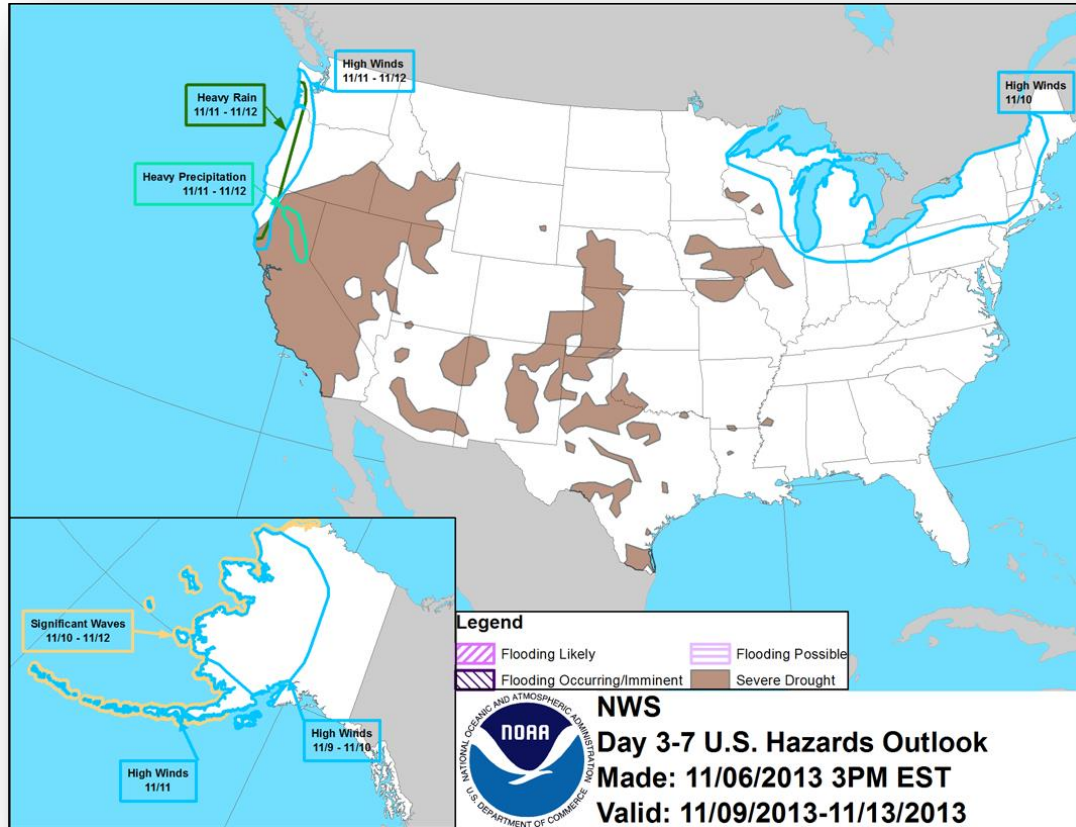 High Winds
11/11 - 11/12
High Winds
11/10
Heavy Rain
11/11 - 11/12
Heavy Precipitation
11/11 - 11/12
Significant Waves
11/10 - 11/12
High Winds
11/9 - 11/10
High Winds
11/11
Legend
Flooding Likely
Flooding Possible
Flooding Occurring/Imminent
Severe Drought
NATIONAL OCEANIC AND ATMOSPHERIC ADMINISTRATION
NOAA
U.S. DEPARTMENT OF COMMERCE
NWS
Day 3-7 U.S. Hazards Outlook
Made: 11/06/2013 3PM EST
Valid: 11/09/2013-11/13/2013